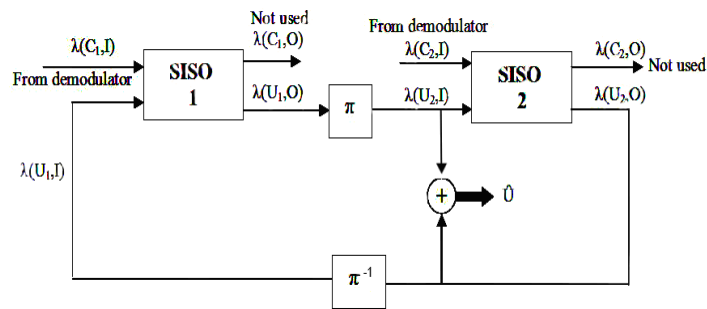 Not used
λ(C₁,I)
λ(C₁,O)
From demodulator
SISO
1
λ(U₁,O)
π
From demodulator
λ(C₂,I)
λ(C₂,O)
Not used
SISO
2
λ(U₂,I)
λ(U₂,O)
λ(U₁,I)
+
Û
π⁻¹